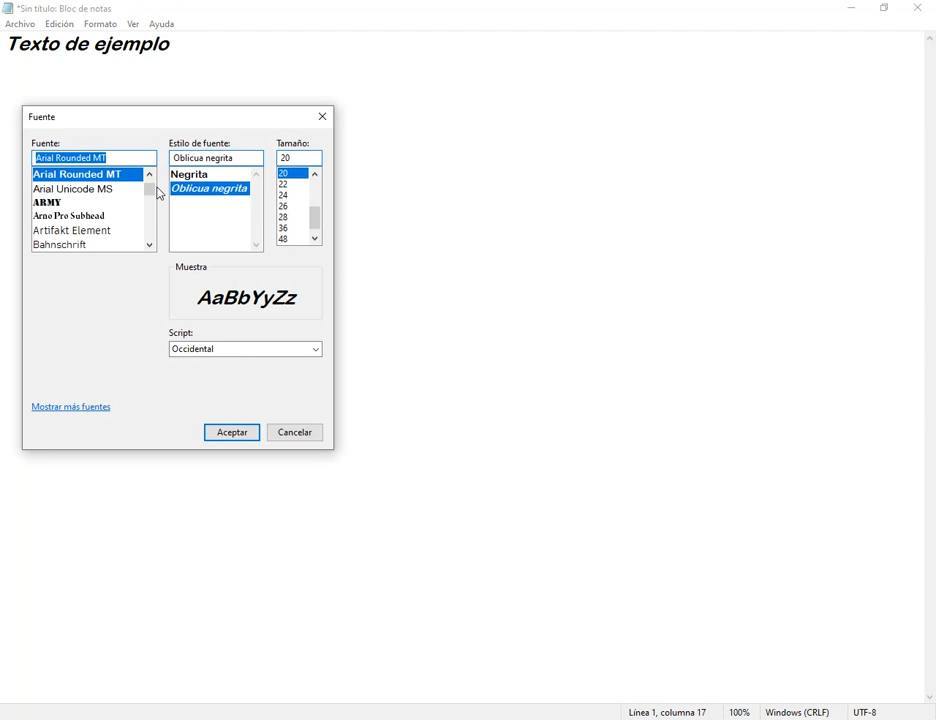 *Sin título: Bloc de notas
Archivo Edición Formato Ver Ayuda
Texto de ejemplo
Fuente
Fuente: Estilo de fuente: Tamaño:
Arial Rounded MT Oblicua negrita 20
Arial Rounded MT Negrita 20
Arial Unicode MS Oblicua negrita 22
ARMY 24
Arno Pro Subhead 26
Artifakt Element 28
Bahnschrift 36
48
Muestra
AaBbYyZz
Script:
Occidental
Mostrar más fuentes
Aceptar Cancelar
Línea 1, columna 17 100% Windows (CRLF) UTF-8